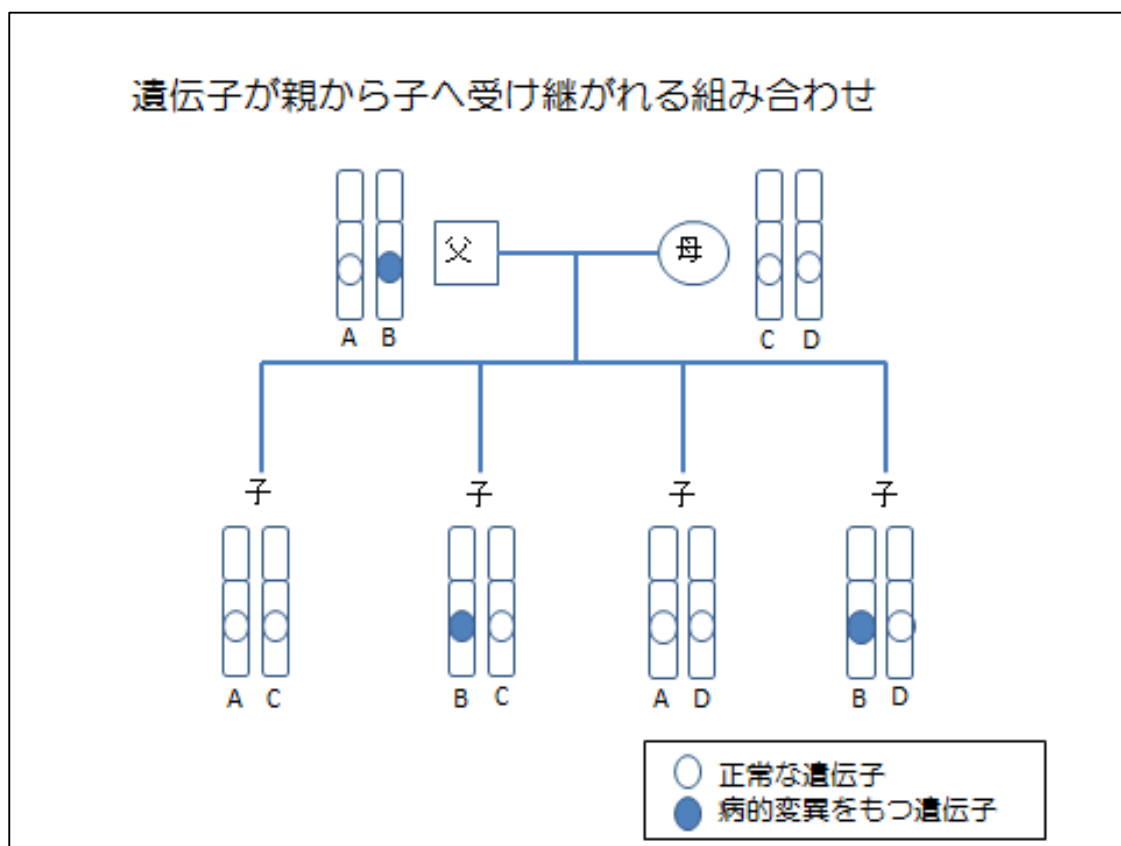 遺伝子が親から子へ受け継がれる組み合わせ
父 母
A B C D
子 子 子 子
A C B C A D B D
正常な遺伝子
病的変異をもつ遺伝子